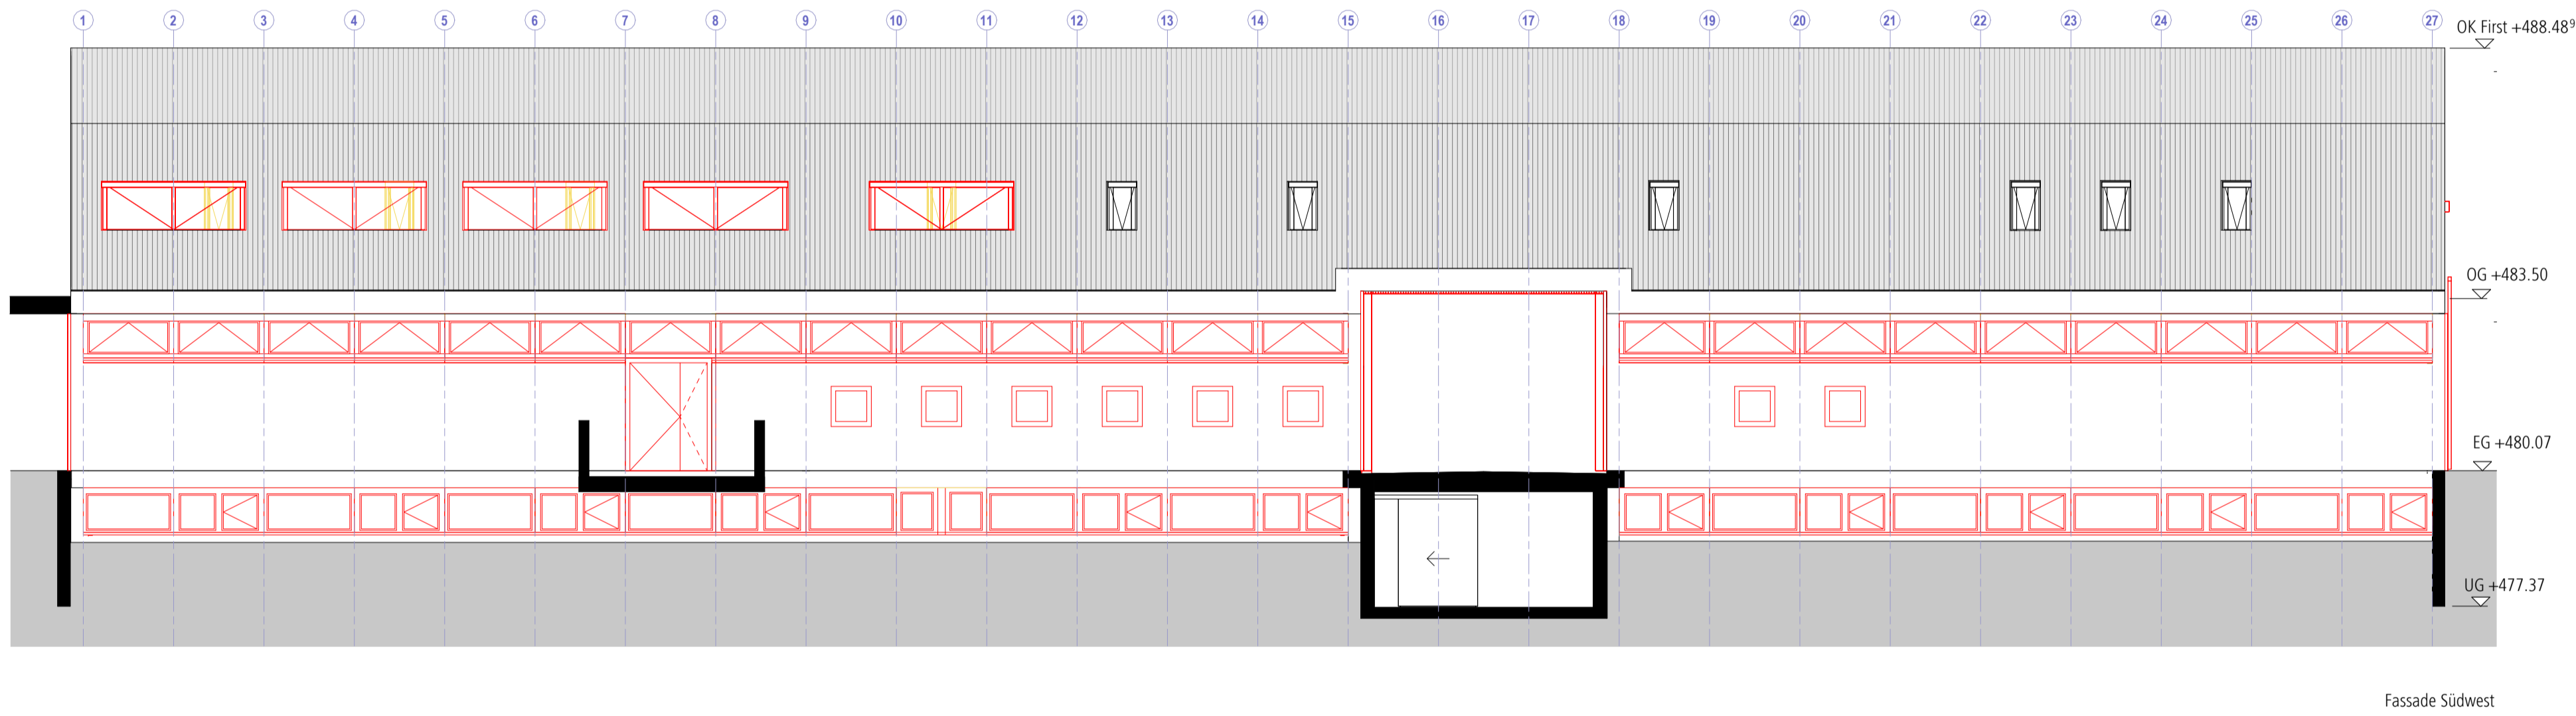 1 2 3 4 5 6 7 8 9 10 11 12 13 14 15 16 17 18 19 20 21 22 23 24 25 26 27
OK First +488.48⁹
OG +483.50
EG +480.07
UG +477.37
Fassade Südwest